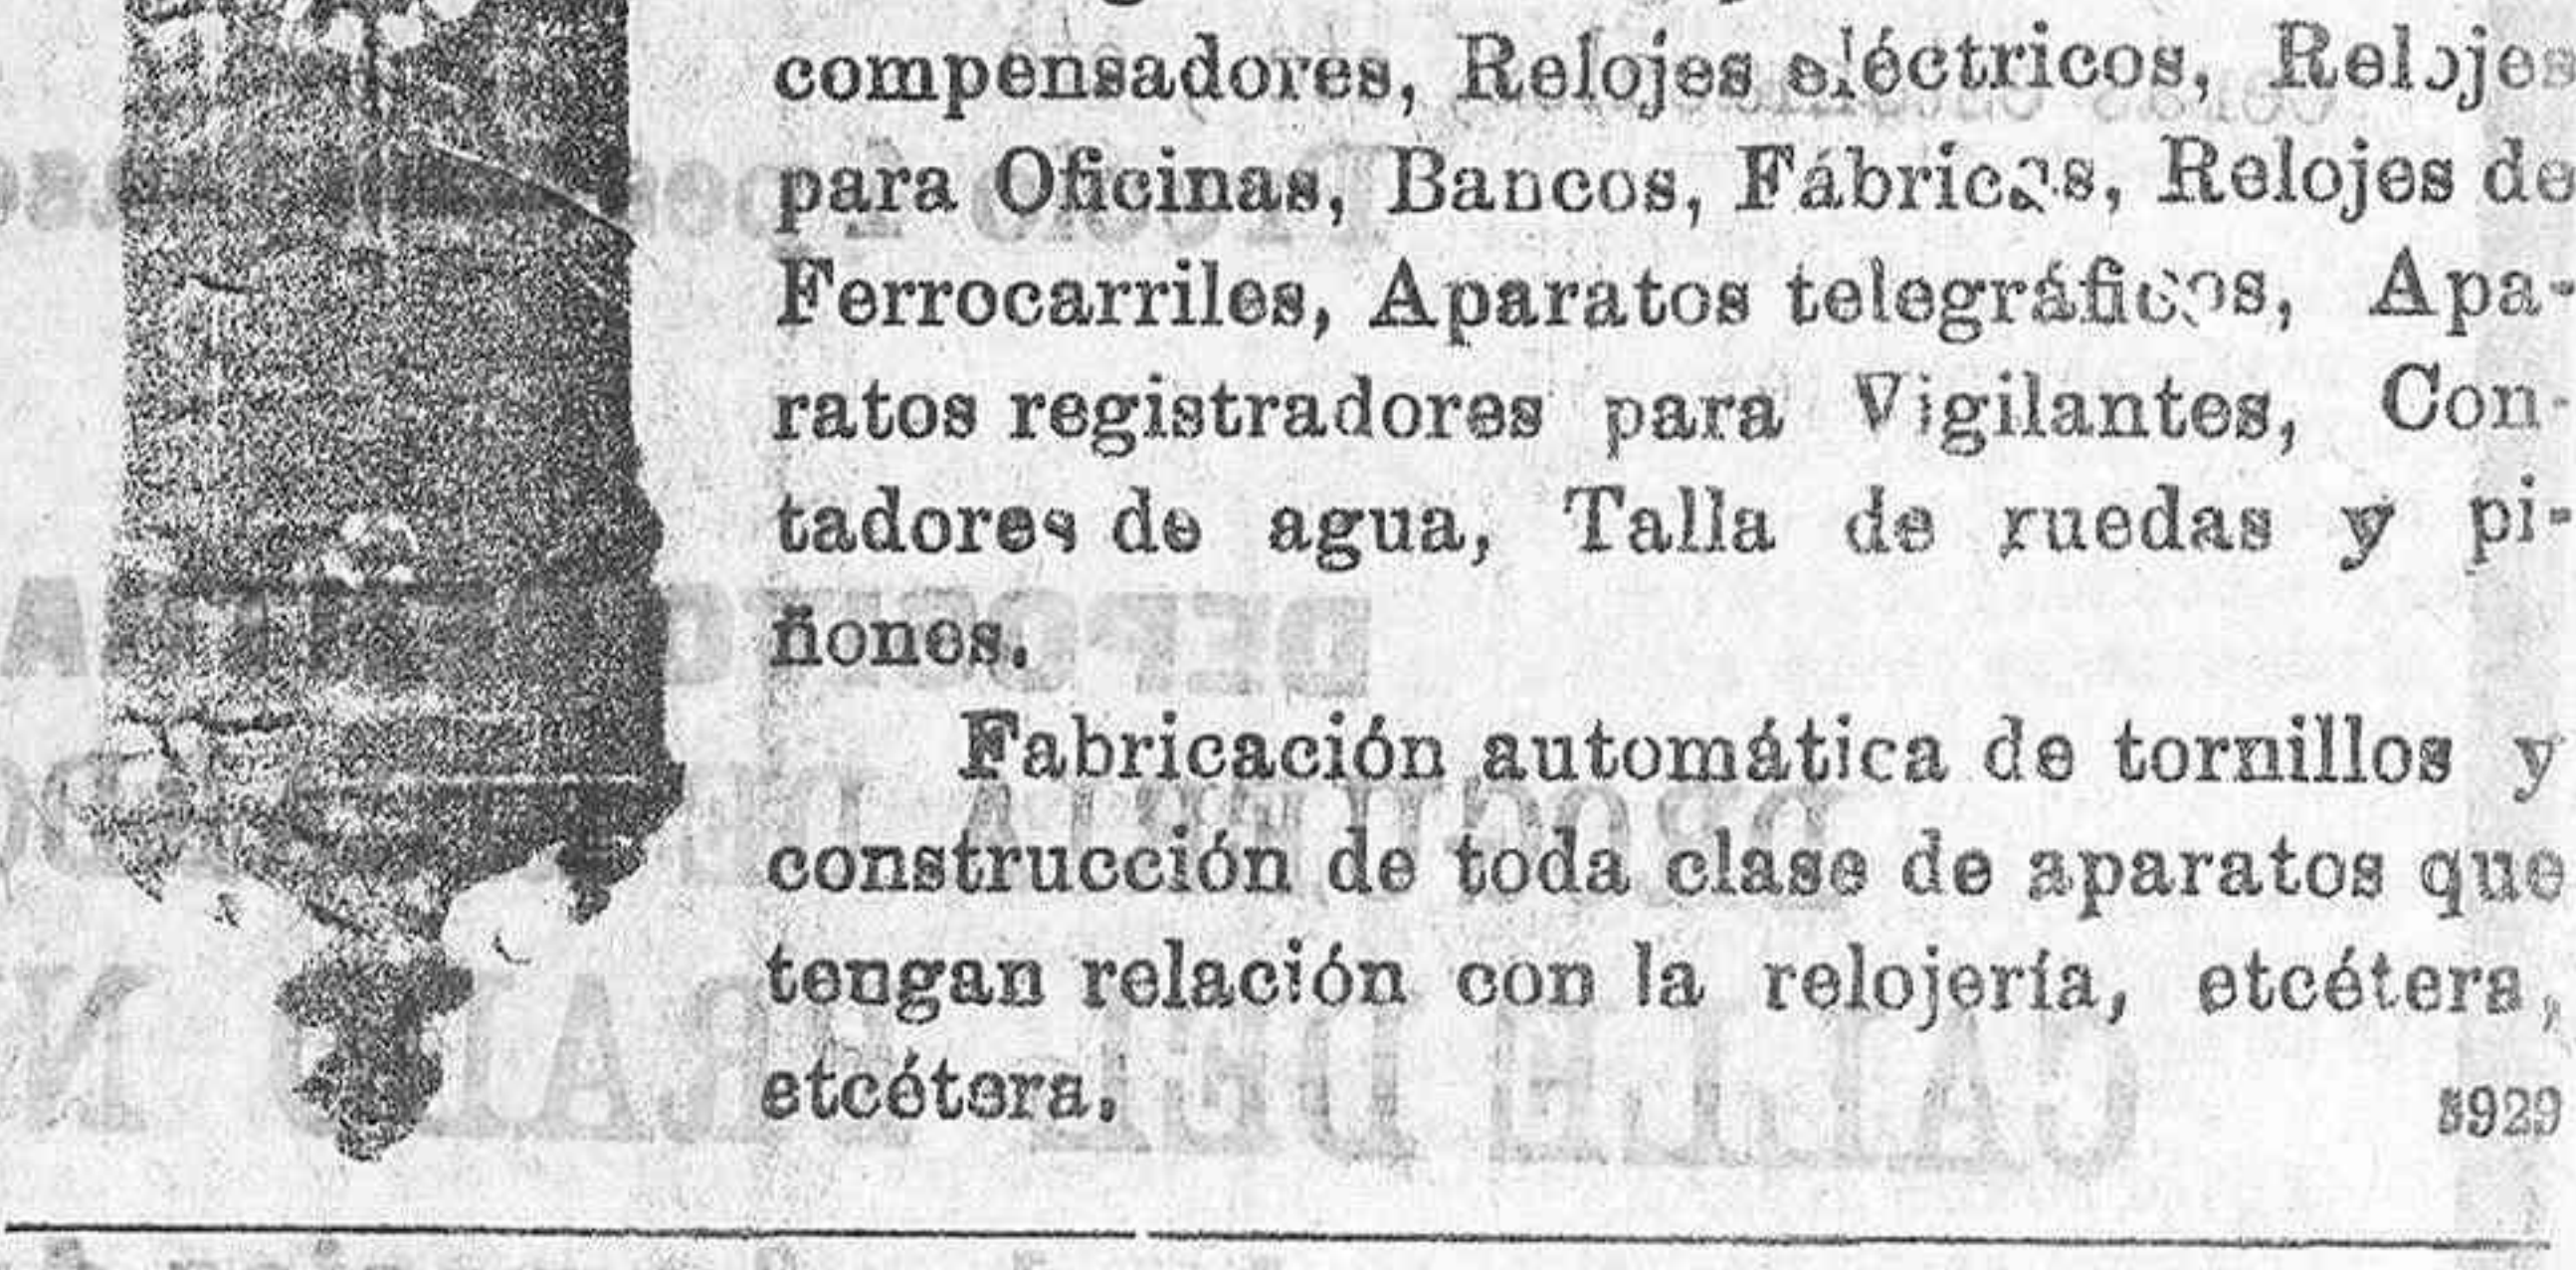 compensadores, Relojes eléctricos, Relojes
para Oficinas, Bancos, Fábricas, Relojes de
Ferrocarriles, Aparatos telegráficos, Apa-
ratos registradores para Vigilantes, Con-
tadores de agua, Talla de ruedas y pi-
ñones.
Fabricación automática de tornillos y
construcción de toda clase de aparatos que
tengan relación con la relojería, etcétera,
etcétera.
5929